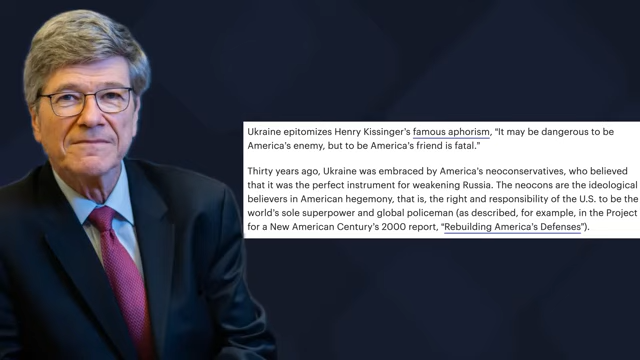 Ukraine epitomizes Henry Kissinger's famous aphorism, "It may be dangerous to be
America's enemy, but to be America's friend is fatal."
Thirty years ago, Ukraine was embraced by America's neoconservatives, who believed
that it was the perfect instrument for weakening Russia. The neocons are the ideological
believers in American hegemony, that is, the right and responsibility of the U.S. to be the
world's sole superpower and global policeman (as described, for example, in the Project
for a New American Century's 2000 report, "Rebuilding America's Defenses").